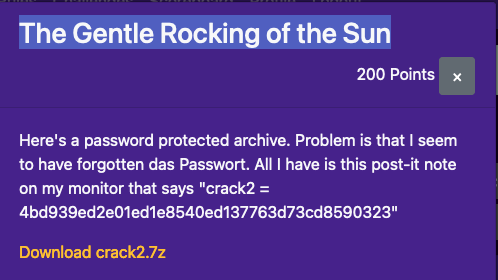 The Gentle Rocking of the Sun
200 Points ×
Here's a password protected archive. Problem is that I seem
to have forgotten das Passwort. All I have is this post-it note
on my monitor that says "crack2 =
4bd939ed2e01ed1e8540ed137763d73cd8590323"
Download crack2.7z